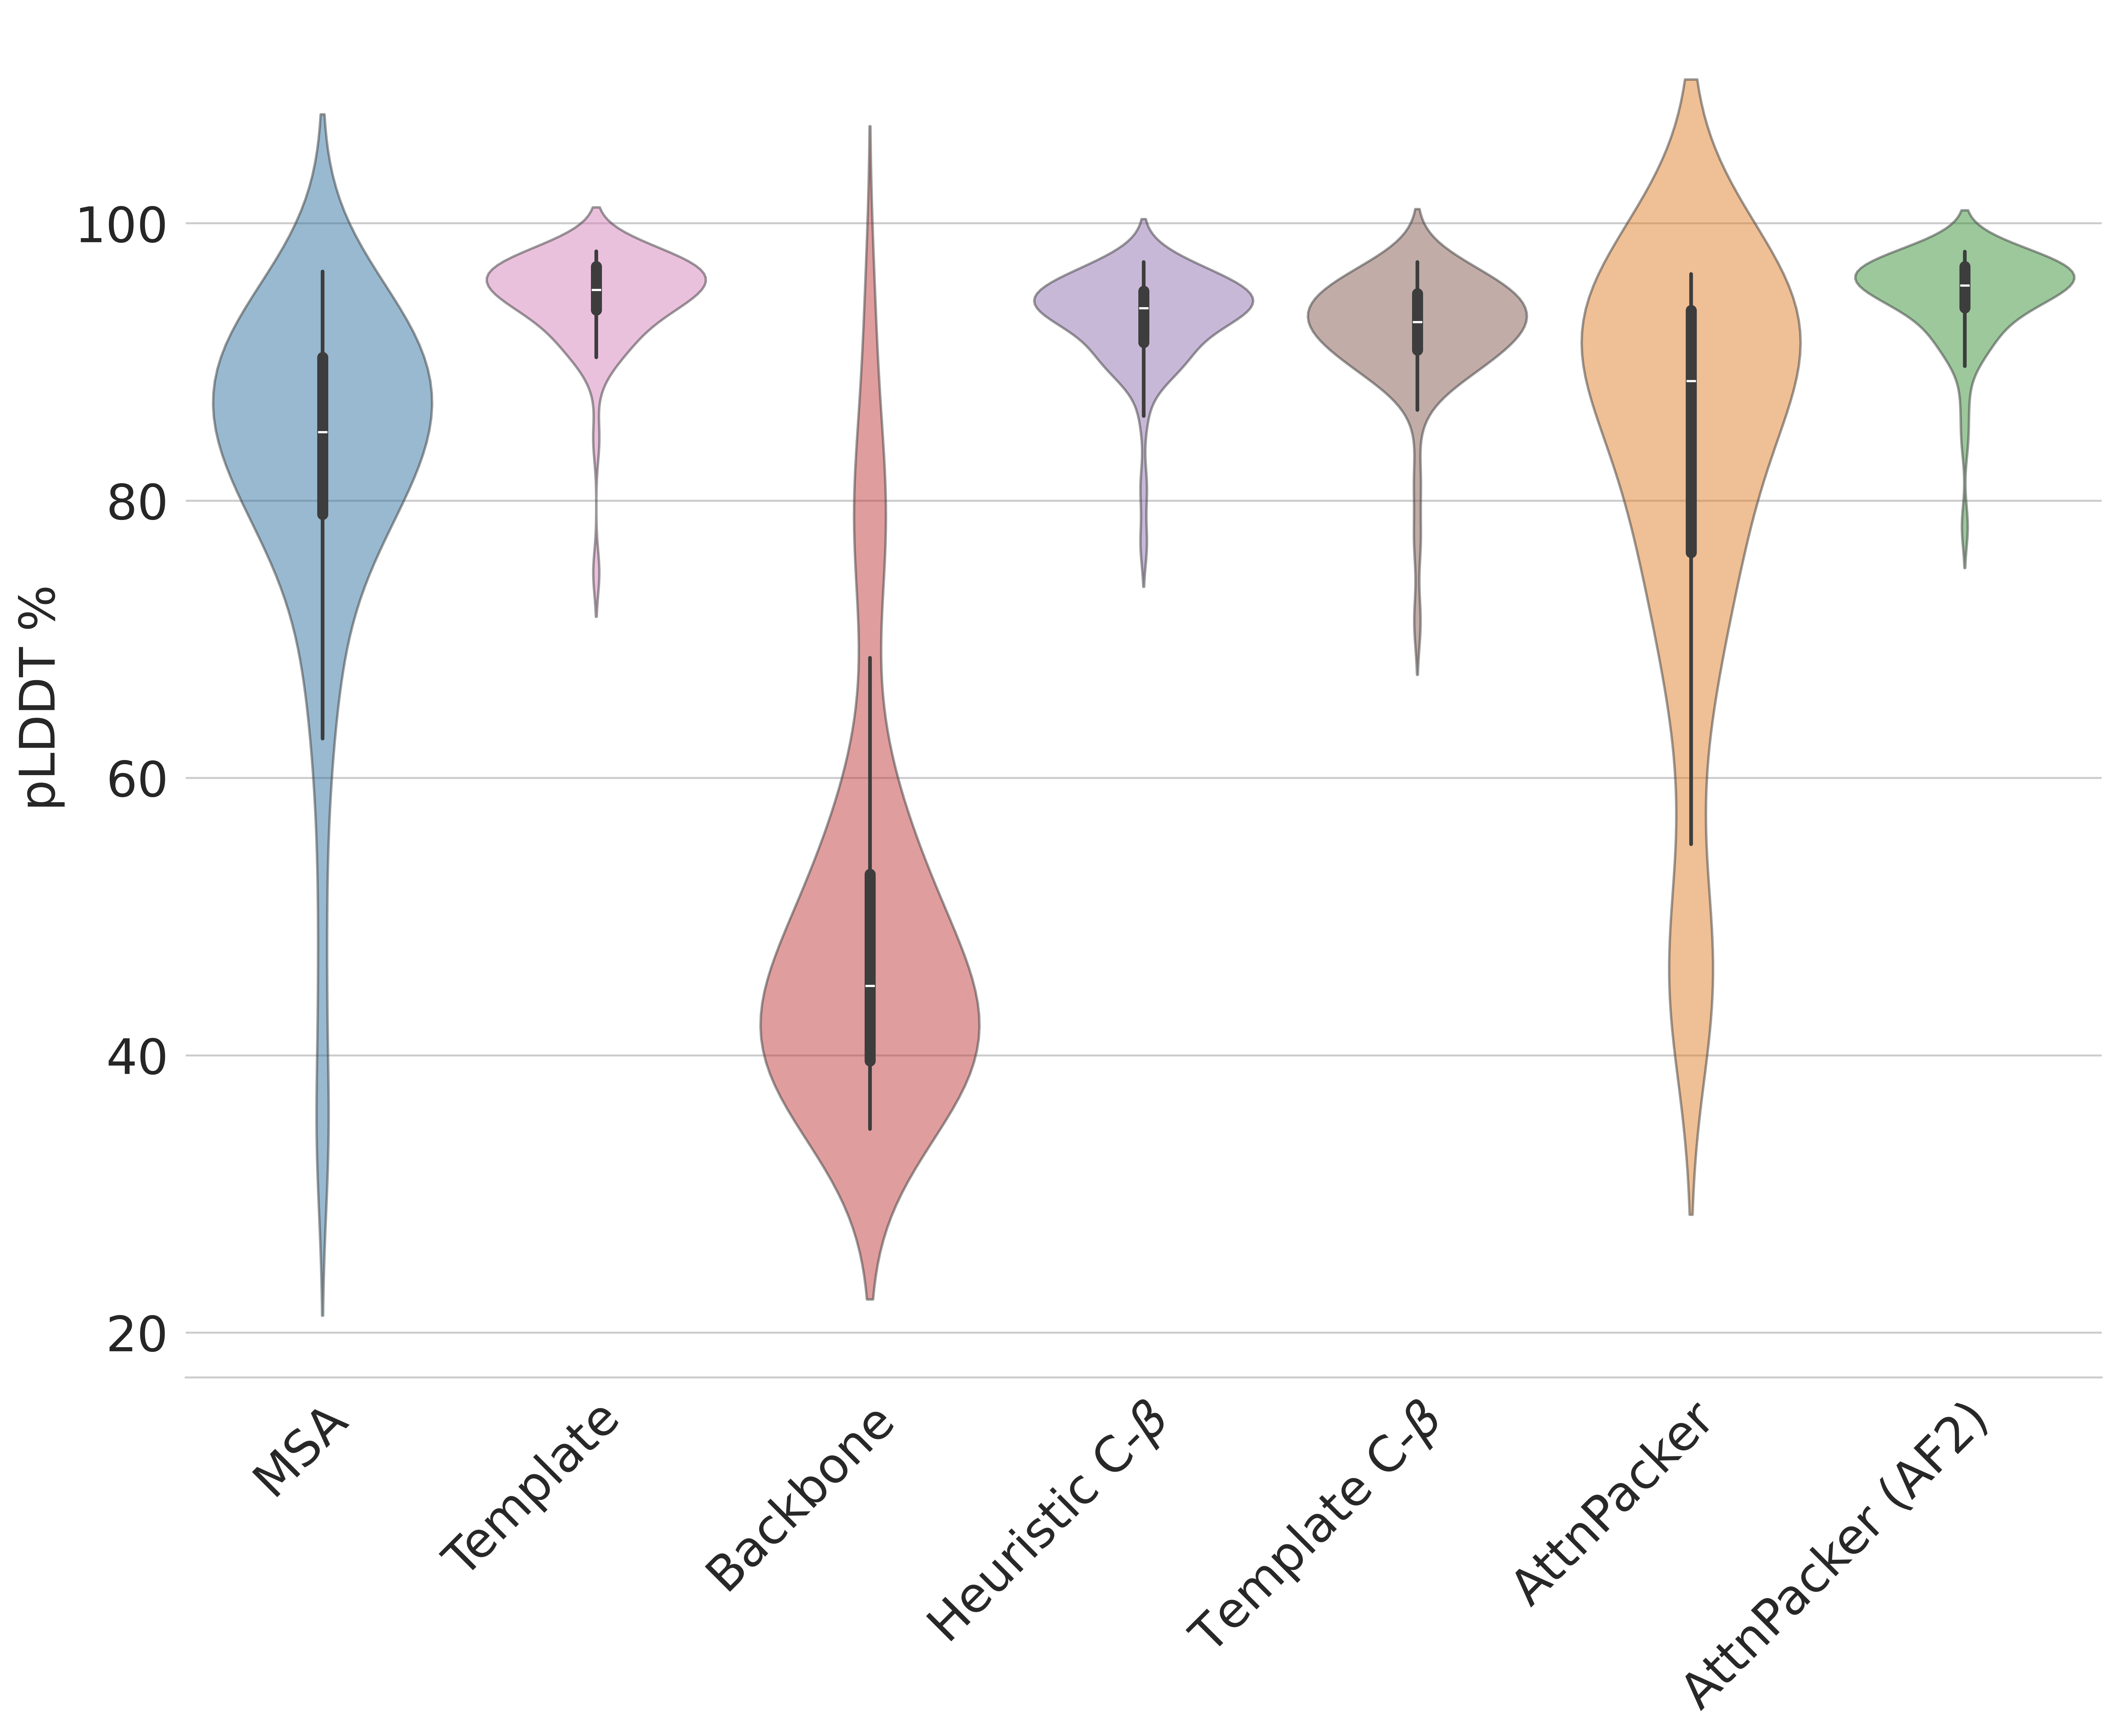 pLDDT %
100
80
60
40
20
MSA
Template
Backbone
Heuristic C-β
Template C-β
AttnPacker
AttnPacker (AF2)